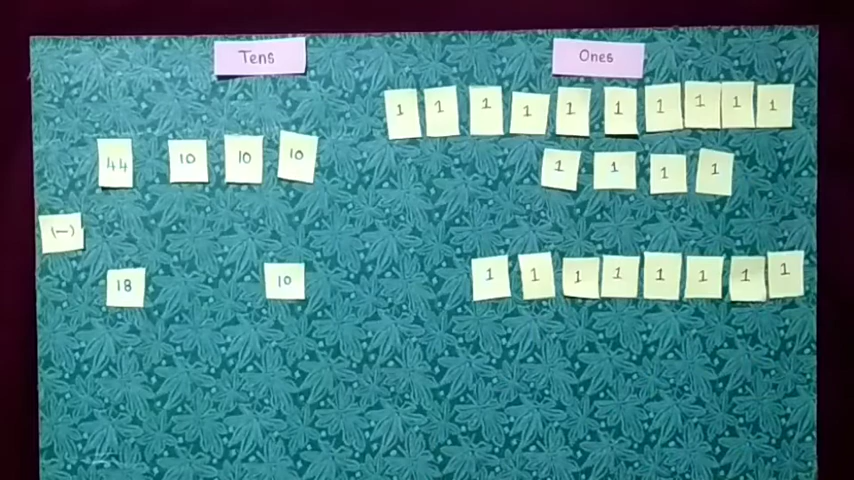 Tens Ones
1 1 1 1 1 1 1 1 1 1
44 10 10 10 1 1 1 1
(-)
18 10 1 1 1 1 1 1 1 1